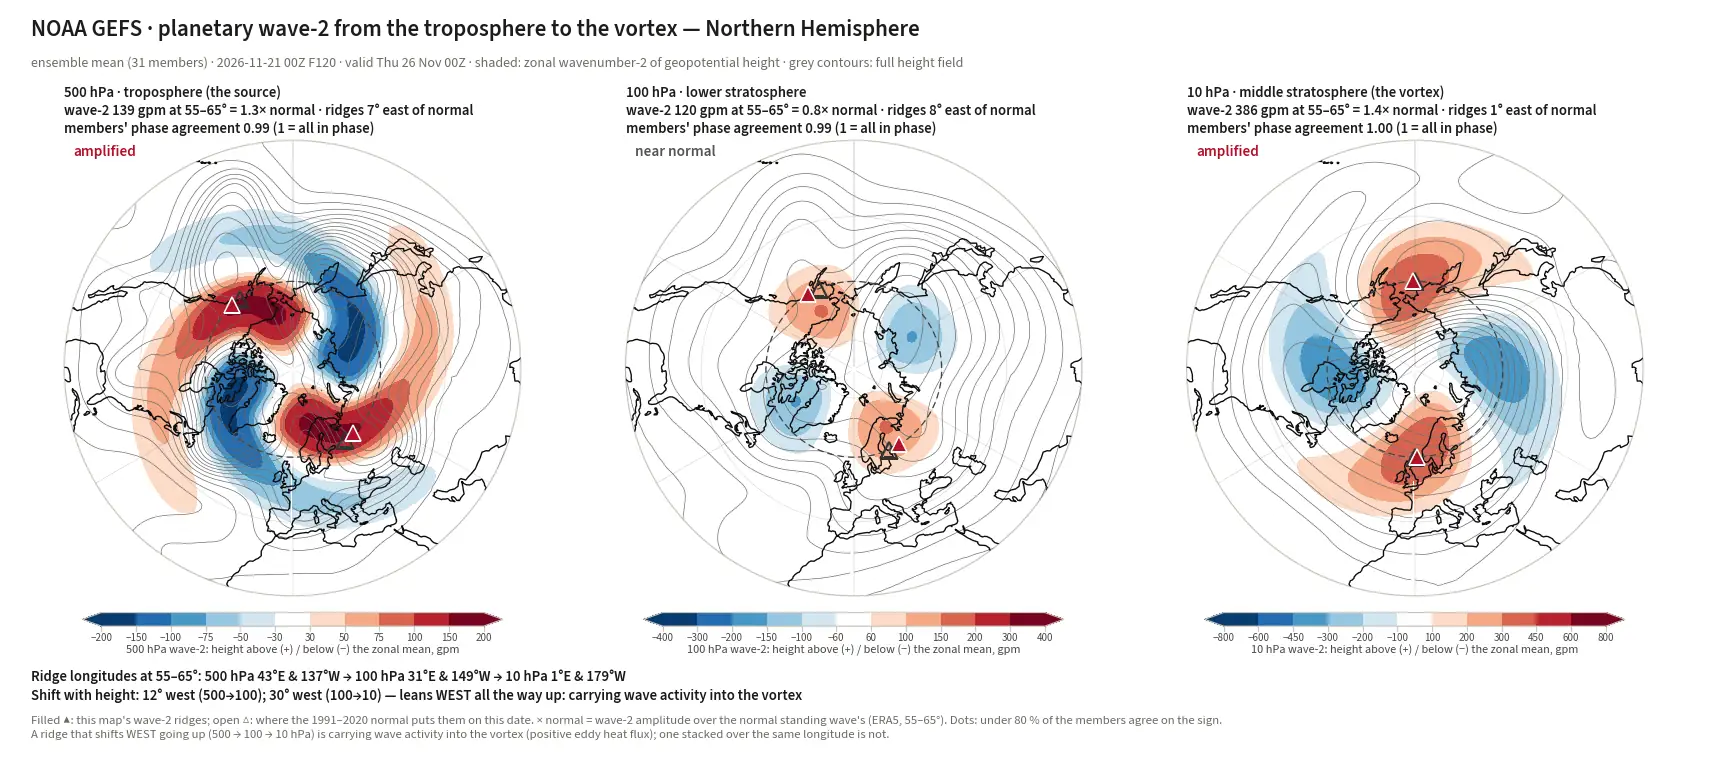 NOAA GEFS · planetary wave-2 from the troposphere to the vortex — Northern Hemisphere
ensemble mean (31 members) · 2026-11-21 00Z F120 · valid Thu 26 Nov 00Z · shaded: zonal wavenumber-2 of geopotential height · grey contours: full height field
500 hPa · troposphere (the source)
wave-2 139 gpm at 55–65° = 1.3× normal · ridges 7° east of normal
members' phase agreement 0.99 (1 = all in phase)
amplified
100 hPa · lower stratosphere
wave-2 120 gpm at 55–65° = 0.8× normal · ridges 8° east of normal
members' phase agreement 0.99 (1 = all in phase)
near normal
10 hPa · middle stratosphere (the vortex)
wave-2 386 gpm at 55–65° = 1.4× normal · ridges 1° east of normal
members' phase agreement 1.00 (1 = all in phase)
amplified
−200 −150 −100 −75 −50 −30 30 50 75 100 150 200
500 hPa wave-2: height above (+) / below (−) the zonal mean, gpm
−400 −300 −200 −150 −100 −60 60 100 150 200 300 400
100 hPa wave-2: height above (+) / below (−) the zonal mean, gpm
−800 −600 −450 −300 −200 −100 100 200 300 450 600 800
10 hPa wave-2: height above (+) / below (−) the zonal mean, gpm
Ridge longitudes at 55–65°: 500 hPa 43°E & 137°W → 100 hPa 31°E & 149°W → 10 hPa 1°E & 179°W
Shift with height: 12° west (500→100); 30° west (100→10) — leans WEST all the way up: carrying wave activity into the vortex
Filled ▲: this map's wave-2 ridges; open △: where the 1991–2020 normal puts them on this date. × normal = wave-2 amplitude over the normal standing wave's (ERA5, 55–65°). Dots: under 80 % of the members agree on the sign.
A ridge that shifts WEST going up (500 → 100 → 10 hPa) is carrying wave activity into the vortex (positive eddy heat flux); one stacked over the same longitude is not.